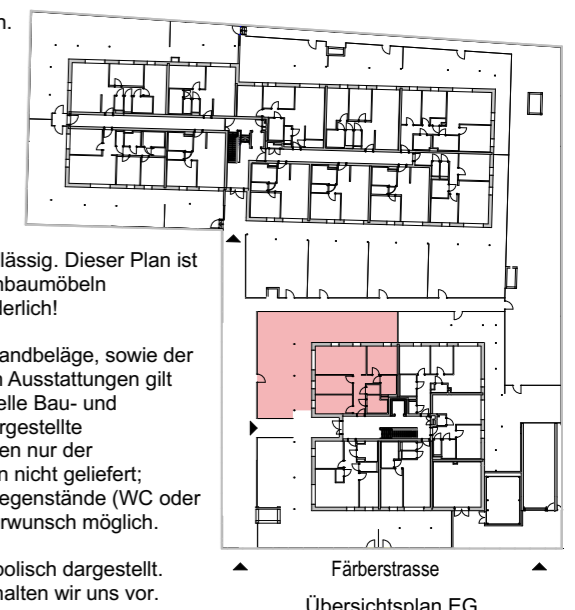 n.
lässig. Dieser Plan ist
nbaumöbeln
derlich!
andbeläge, sowie der
n Ausstattungen gilt
elle Bau- und
rgestellte
en nur der
n nicht geliefert;
egenstände (WC oder
erwunsch möglich.
bolisch dargestellt.
nalten wir uns vor.
Färberstrasse
Übersichtsplan EG